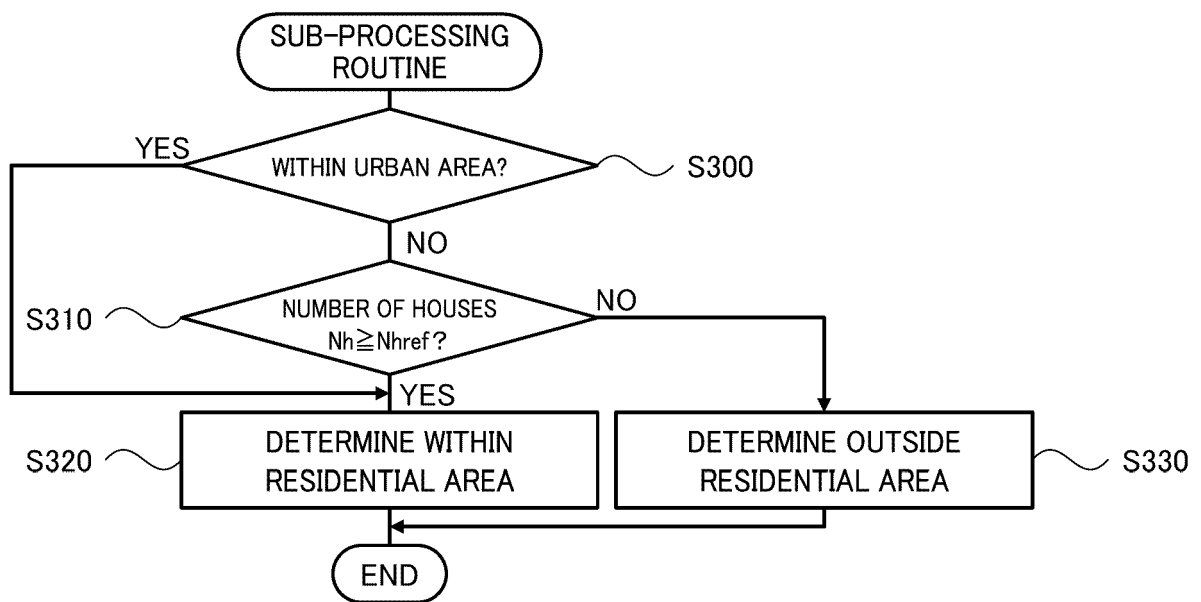 SUB-PROCESSING
ROUTINE
YES
WITHIN URBAN AREA?
S300
NO
S310
NUMBER OF HOUSES
Nh≧Nhref?
NO
YES
S320
DETERMINE WITHIN
RESIDENTIAL AREA
DETERMINE OUTSIDE
RESIDENTIAL AREA
S330
END